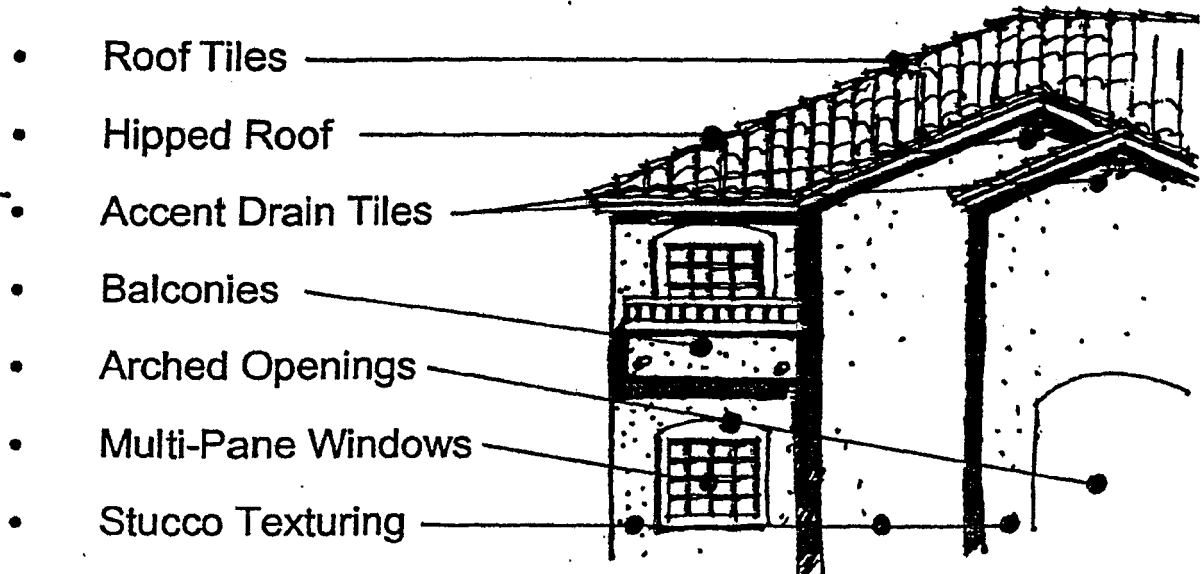 • Roof Tiles
• Hipped Roof
• Accent Drain Tiles
• Balconies
• Arched Openings
• Multi-Pane Windows
• Stucco Texturing